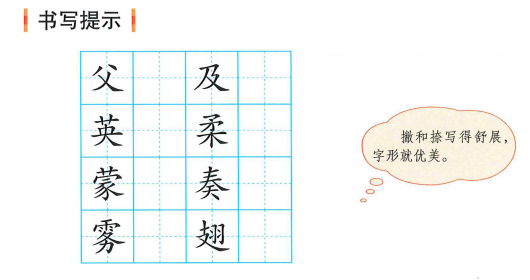 书写提示
父 及
英 柔
蒙 奏
雾 翅
撇和捺写得舒展，
字形就优美。